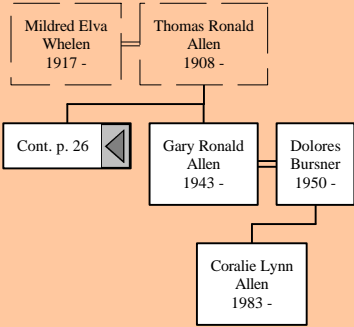 Mildred Elva
Whelen
1917 -
Thomas Ronald
Allen
1908 -
Cont. p. 26
Gary Ronald
Allen
1943 -
Dolores
Bursner
1950 -
Coralie Lynn
Allen
1983 -